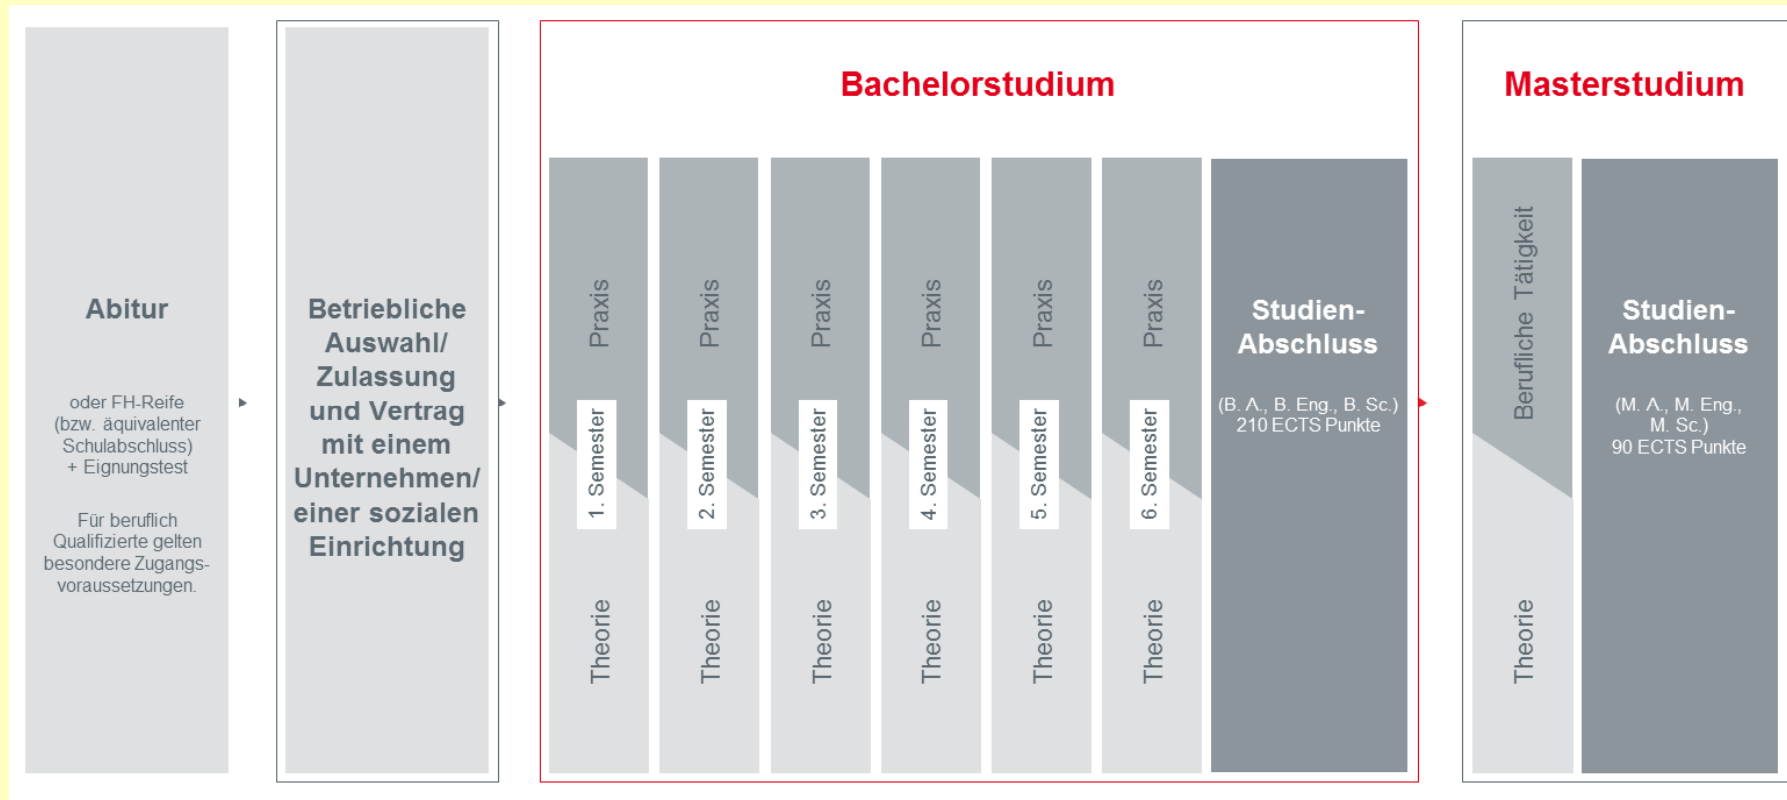 Abitur
oder FH-Reife
(bzw. äquivalenter
Schulabschluss)
+ Eignungstest
Für beruflich
Qualifizierte gelten
besondere Zugangs-
voraussetzungen.
Betriebliche
Auswahl/
Zulassung
und Vertrag
mit einem
Unternehmen/
einer sozialen
Einrichtung
Bachelorstudium
Praxis
1. Semester
Theorie
Praxis
2. Semester
Theorie
Praxis
3. Semester
Theorie
Praxis
4. Semester
Theorie
Praxis
5. Semester
Theorie
Praxis
6. Semester
Theorie
Studien-
Abschluss
(B. A., B. Eng., B. Sc.)
210 ECTS Punkte
Masterstudium
Berufliche Tätigkeit
Theorie
Studien-
Abschluss
(M. A., M. Eng.,
M. Sc.)
90 ECTS Punkte